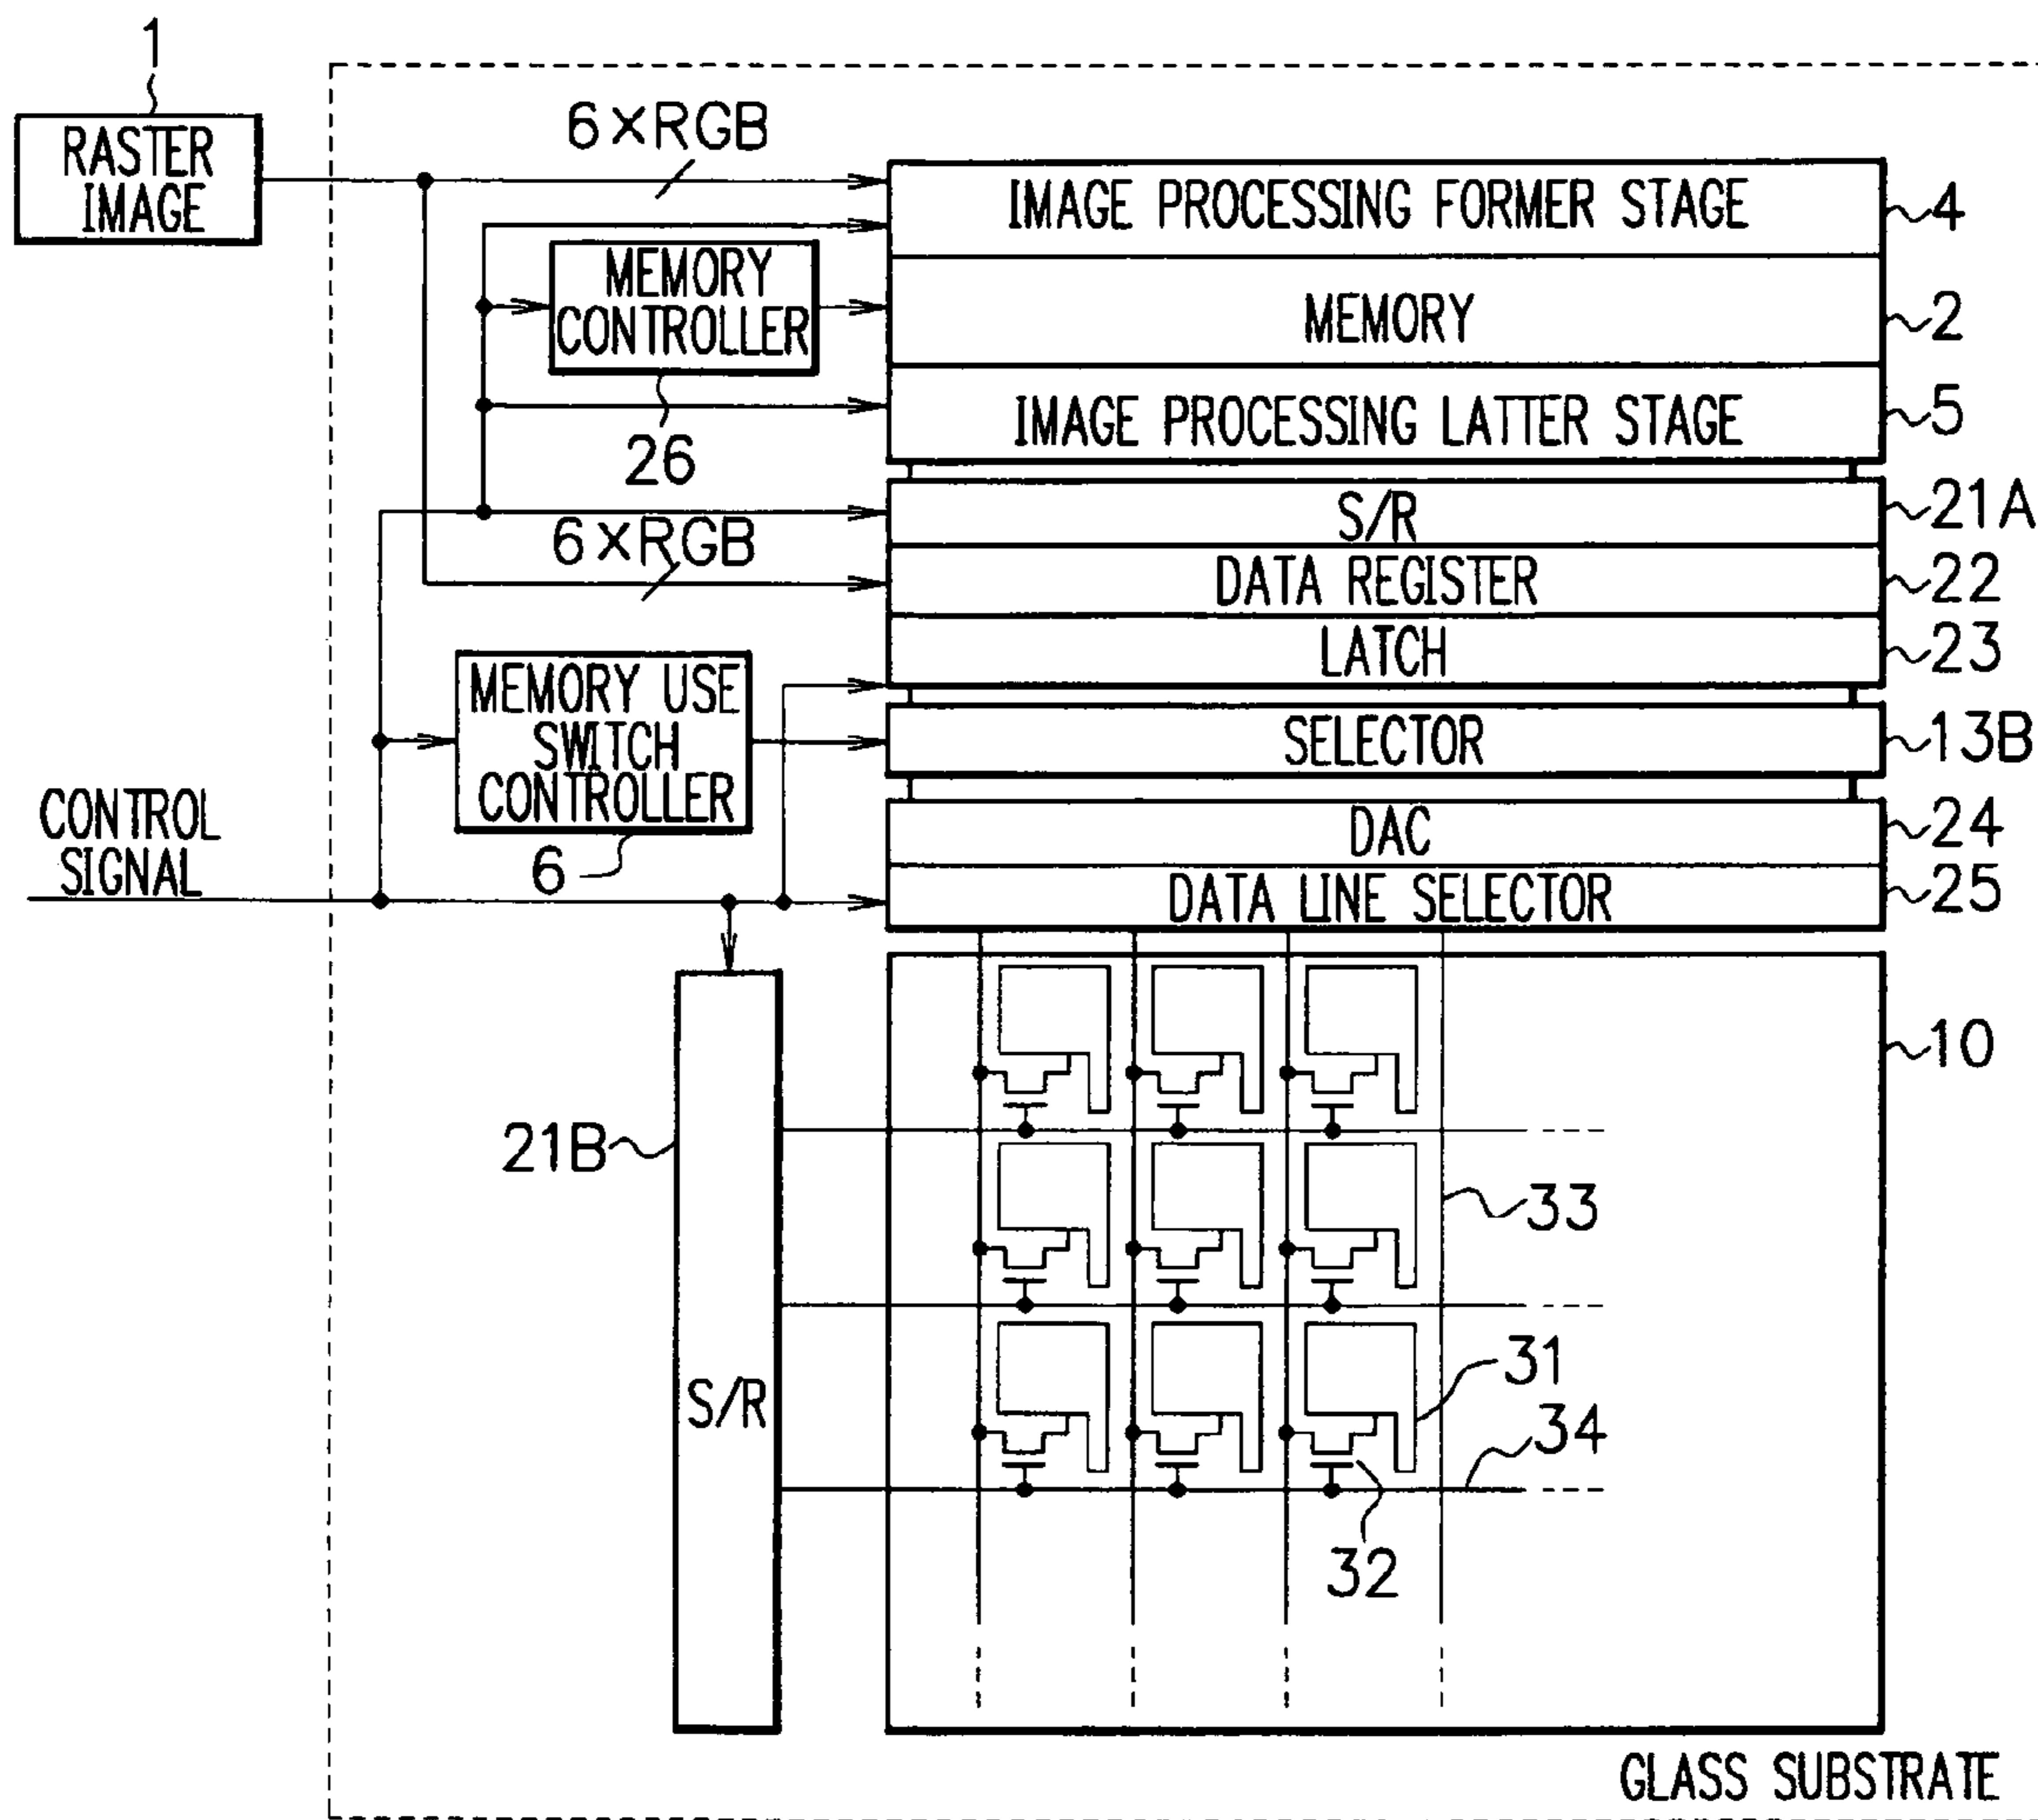 1
RASTER
IMAGE
6×RGB
IMAGE PROCESSING FORMER STAGE
4
MEMORY
CONTROLLER
26
MEMORY
2
IMAGE PROCESSING LATTER STAGE
5
S/R
21A
6×RGB
DATA REGISTER
22
LATCH
23
MEMORY USE
SWITCH
CONTROLLER
6
SELECTOR
13B
CONTROL
SIGNAL
DAC
24
DATA LINE SELECTOR
25
10
21B
S/R
33
31
34
32
GLASS SUBSTRATE